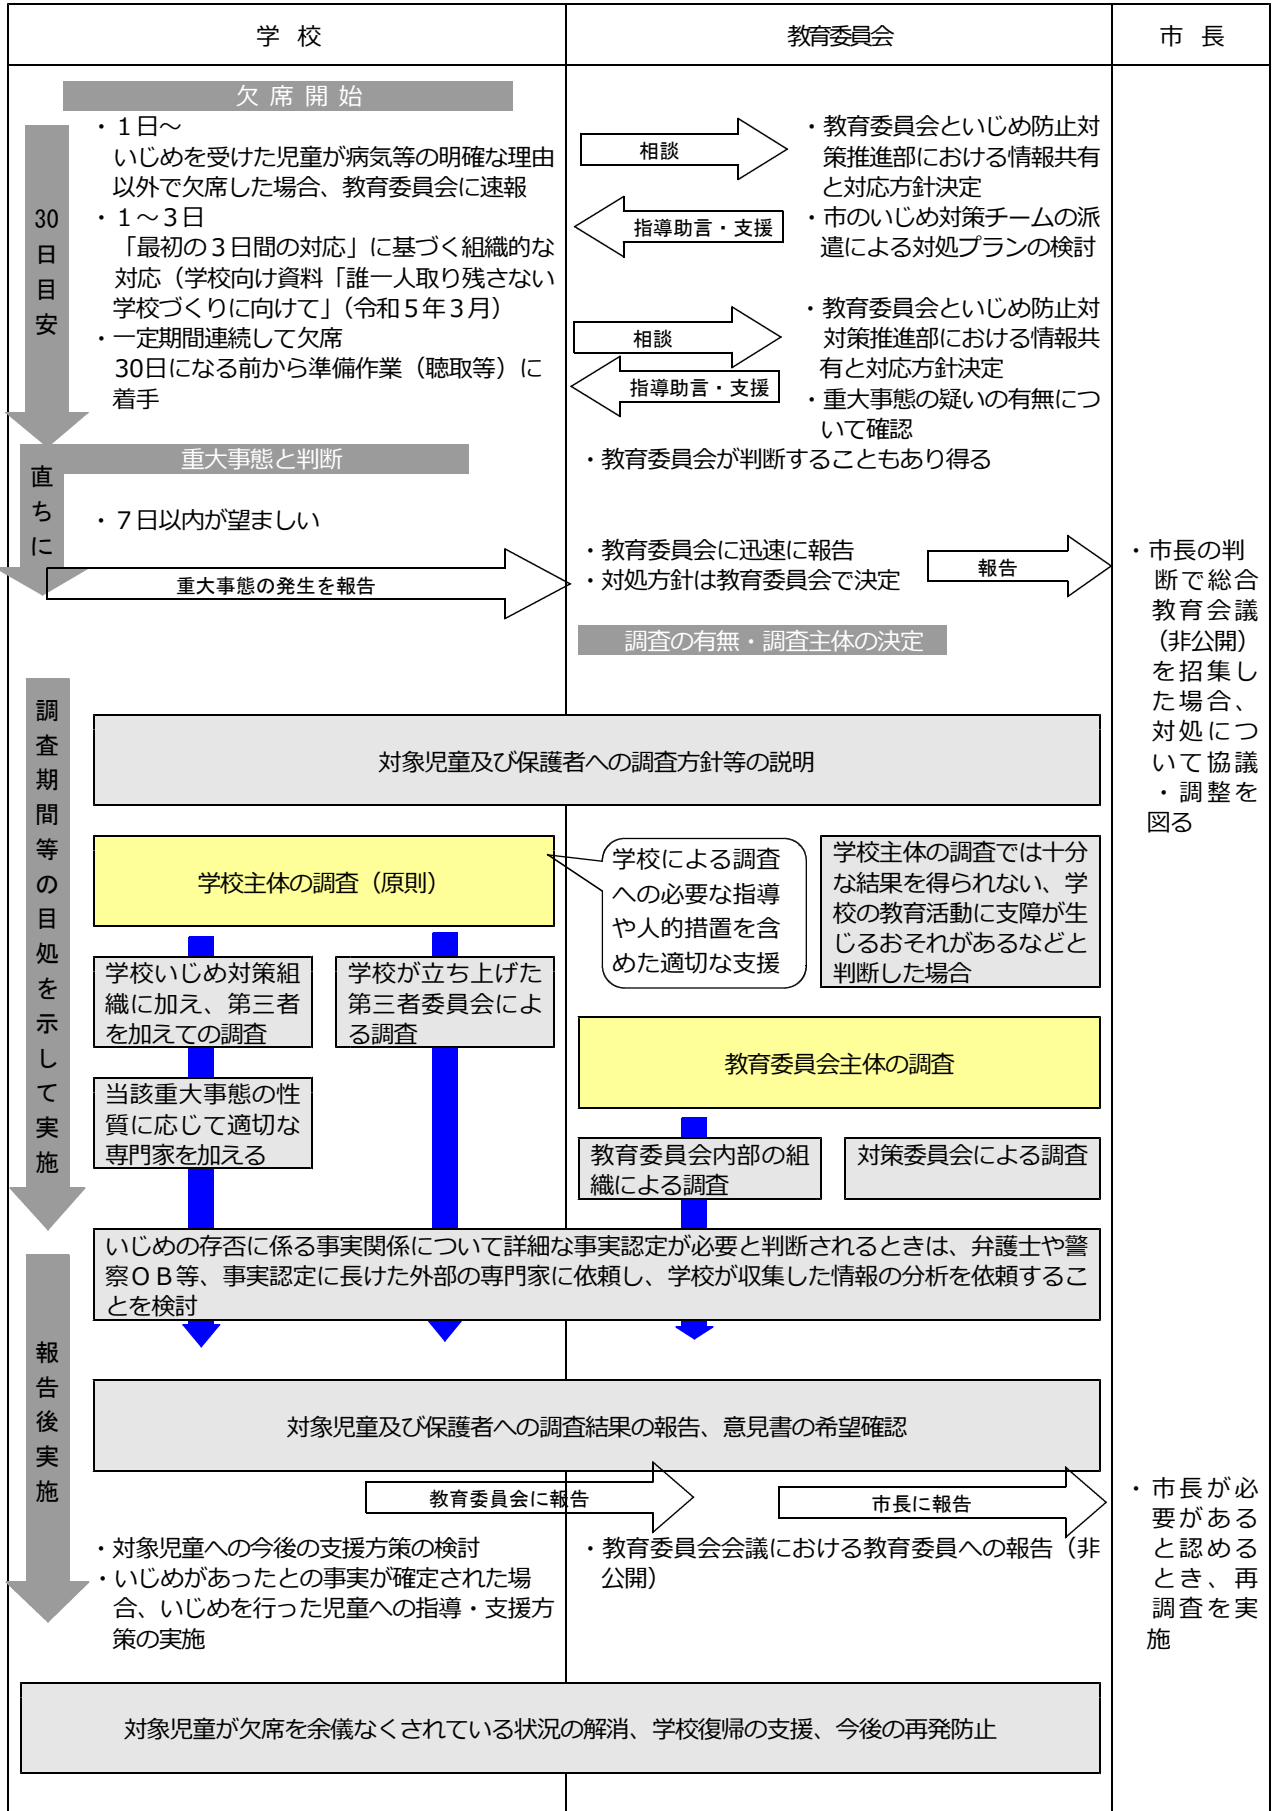 学 校
教育委員会
市 長
欠 席 開 始
30日目安
・１日～
いじめを受けた児童が病気等の明確な理由
以外で欠席した場合、教育委員会に速報
・１～３日
「最初の３日間の対応」に基づく組織的な
対応（学校向け資料「誰一人取り残さない
学校づくりに向けて」（令和５年３月）
・一定期間連続して欠席
30日になる前から準備作業（聴取等）に
着手
相談
指導助言・支援
・教育委員会といじめ防止対
策推進部における情報共有
と対応方針決定
・市のいじめ対策チームの派
遣による対処プランの検討
相談
指導助言・支援
・教育委員会といじめ防止対
対策推進部における情報共
有と対応方針決定
・重大事態の疑いの有無につ
いて確認
直ちに
重大事態と判断
・教育委員会が判断することもあり得る
・７日以内が望ましい
重大事態の発生を報告
・教育委員会に迅速に報告
・対処方針は教育委員会で決定
報告
・市長の判
断で総合
教育会議
（非公開）
を招集し
た場合、
対処につ
いて協議
・調整を
図る
調査の有無・調査主体の決定
調査期間等の目処を示して実施
対象児童及び保護者への調査方針等の説明
学校主体の調査（原則）
学校による調査
への必要な指導
や人的措置を含
めた適切な支援
学校主体の調査では十分
な結果を得られない、学
校の教育活動に支障が生
じるおそれがあるなどと
判断した場合
学校いじめ対策組
織に加え、第三者
を加えての調査
学校が立ち上げた
第三者委員会によ
る調査
教育委員会主体の調査
当該重大事態の性
質に応じて適切な
専門家を加える
教育委員会内部の組
織による調査
対策委員会による調査
いじめの存否に係る事実関係について詳細な事実認定が必要と判断されるときは、弁護士や警
察ＯＢ等、事実認定に長けた外部の専門家に依頼し、学校が収集した情報の分析を依頼するこ
とを検討
報告後実施
対象児童及び保護者への調査結果の報告、意見書の希望確認
教育委員会に報告
市長に報告
・対象児童への今後の支援方策の検討
・いじめがあったとの事実が確定された場
合、いじめを行った児童への指導・支援方
策の実施
・教育委員会会議における教育委員への報告（非
公開）
・市長が必
要がある
と認める
とき、再
調査を実
施
対象児童が欠席を余儀なくされている状況の解消、学校復帰の支援、今後の再発防止